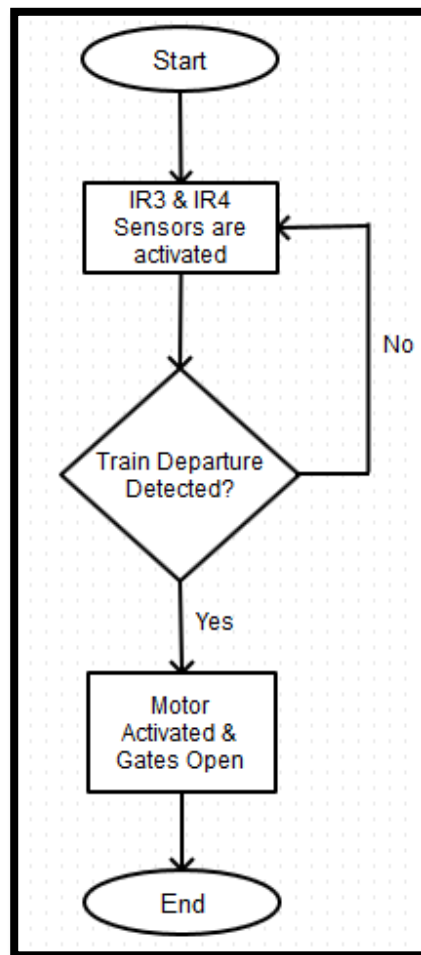 Start
IR3 & IR4
Sensors are
activated
No
Train Departure
Detected?
Yes
Motor
Activated &
Gates Open
End